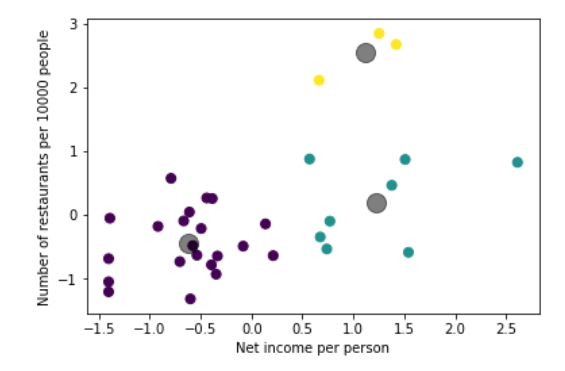 Number of restaurants per 10000 people
3
2
1
0
−1
−1.5 −1.0 −0.5 0.0 0.5 1.0 1.5 2.0 2.5
Net income per person